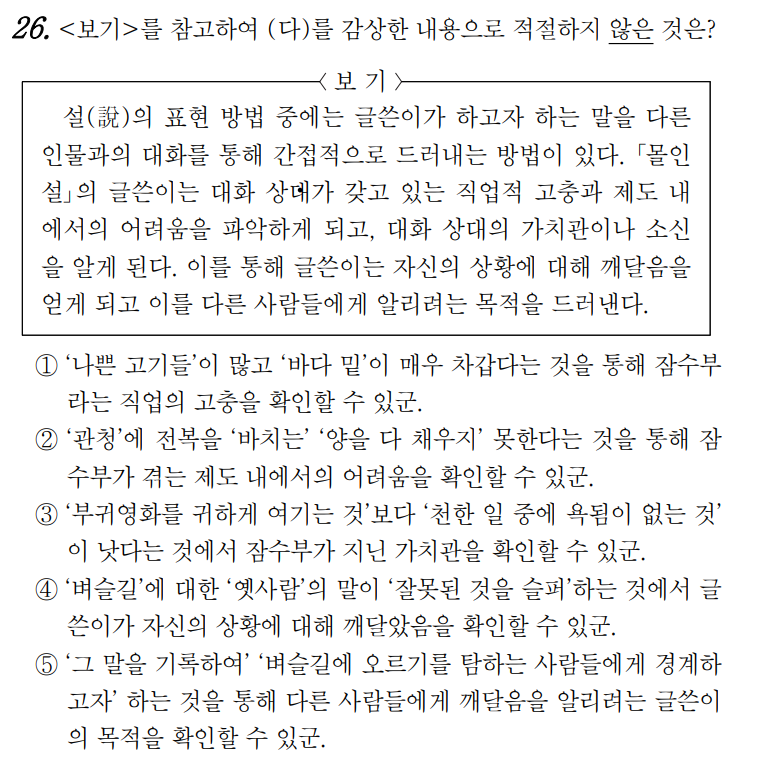 26. <보기>를 참고하여 (다)를 감상한 내용으로 적절하지 않은 것은?
〈 보 기 〉
설(說)의 표현 방법 중에는 글쓴이가 하고자 하는 말을 다른
인물과의 대화를 통해 간접적으로 드러내는 방법이 있다. 「몰인
설」의 글쓴이는 대화 상대가 갖고 있는 직업적 고충과 제도 내
에서의 어려움을 파악하게 되고, 대화 상대의 가치관이나 소신
을 알게 된다. 이를 통해 글쓴이는 자신의 상황에 대해 깨달음을
얻게 되고 이를 다른 사람들에게 알리려는 목적을 드러낸다.
① ‘나쁜 고기들’이 많고 ‘바다 밑’이 매우 차갑다는 것을 통해 잠수부
라는 직업의 고충을 확인할 수 있군.
② ‘관청’에 전복을 ‘바치는’ ‘양을 다 채우지’ 못한다는 것을 통해 잠
수부가 겪는 제도 내에서의 어려움을 확인할 수 있군.
③ ‘부귀영화를 귀하게 여기는 것’보다 ‘천한 일 중에 욕됨이 없는 것’
이 낫다는 것에서 잠수부가 지닌 가치관을 확인할 수 있군.
④ ‘벼슬길’에 대한 ‘옛사람’의 말이 ‘잘못된 것을 슬퍼’하는 것에서 글
쓴이가 자신의 상황에 대해 깨달았음을 확인할 수 있군.
⑤ ‘그 말을 기록하여’ ‘벼슬길에 오르기를 탐하는 사람들에게 경계하
고자’ 하는 것을 통해 다른 사람들에게 깨달음을 알리려는 글쓴이
의 목적을 확인할 수 있군.